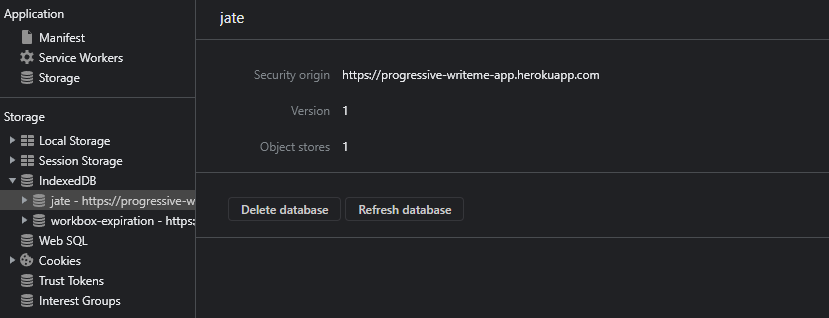 Application
Manifest
Service Workers
Storage
Storage
Local Storage
Session Storage
IndexedDB
jate - https://progressive-w
workbox-expiration - https:
Web SQL
Cookies
Trust Tokens
Interest Groups
jate
Security origin https://progressive-writeme-app.herokuapp.com
Version 1
Object stores 1
Delete database Refresh database